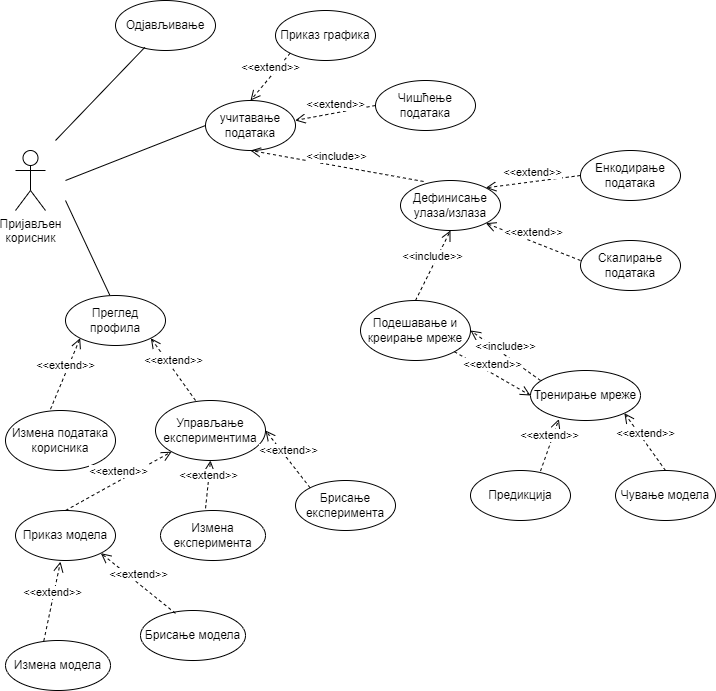 Одјављивање
Приказ графика
<<extend>>
Чишћење
података
<<extend>>
учитавање
података
<<include>>
Пријављен
корисник
Енкодирање
података
<<extend>>
Дефинисање
улаза/излаза
<<extend>>
Скалирање
података
<<include>>
Преглед
профила
Подешавање и
креирање мреже
<<include>>
<<extend>>
<<extend>>
<<extend>>
Тренирање мреже
Измена података
корисника
Управљање
експериментима
<<extend>>
<<extend>>
<<extend>>
<<extend>>
<<extend>>
Предикција
Чување модела
Брисање
експеримента
Приказ модела
Измена
експеримента
<<extend>>
<<extend>>
Брисање модела
Измена модела